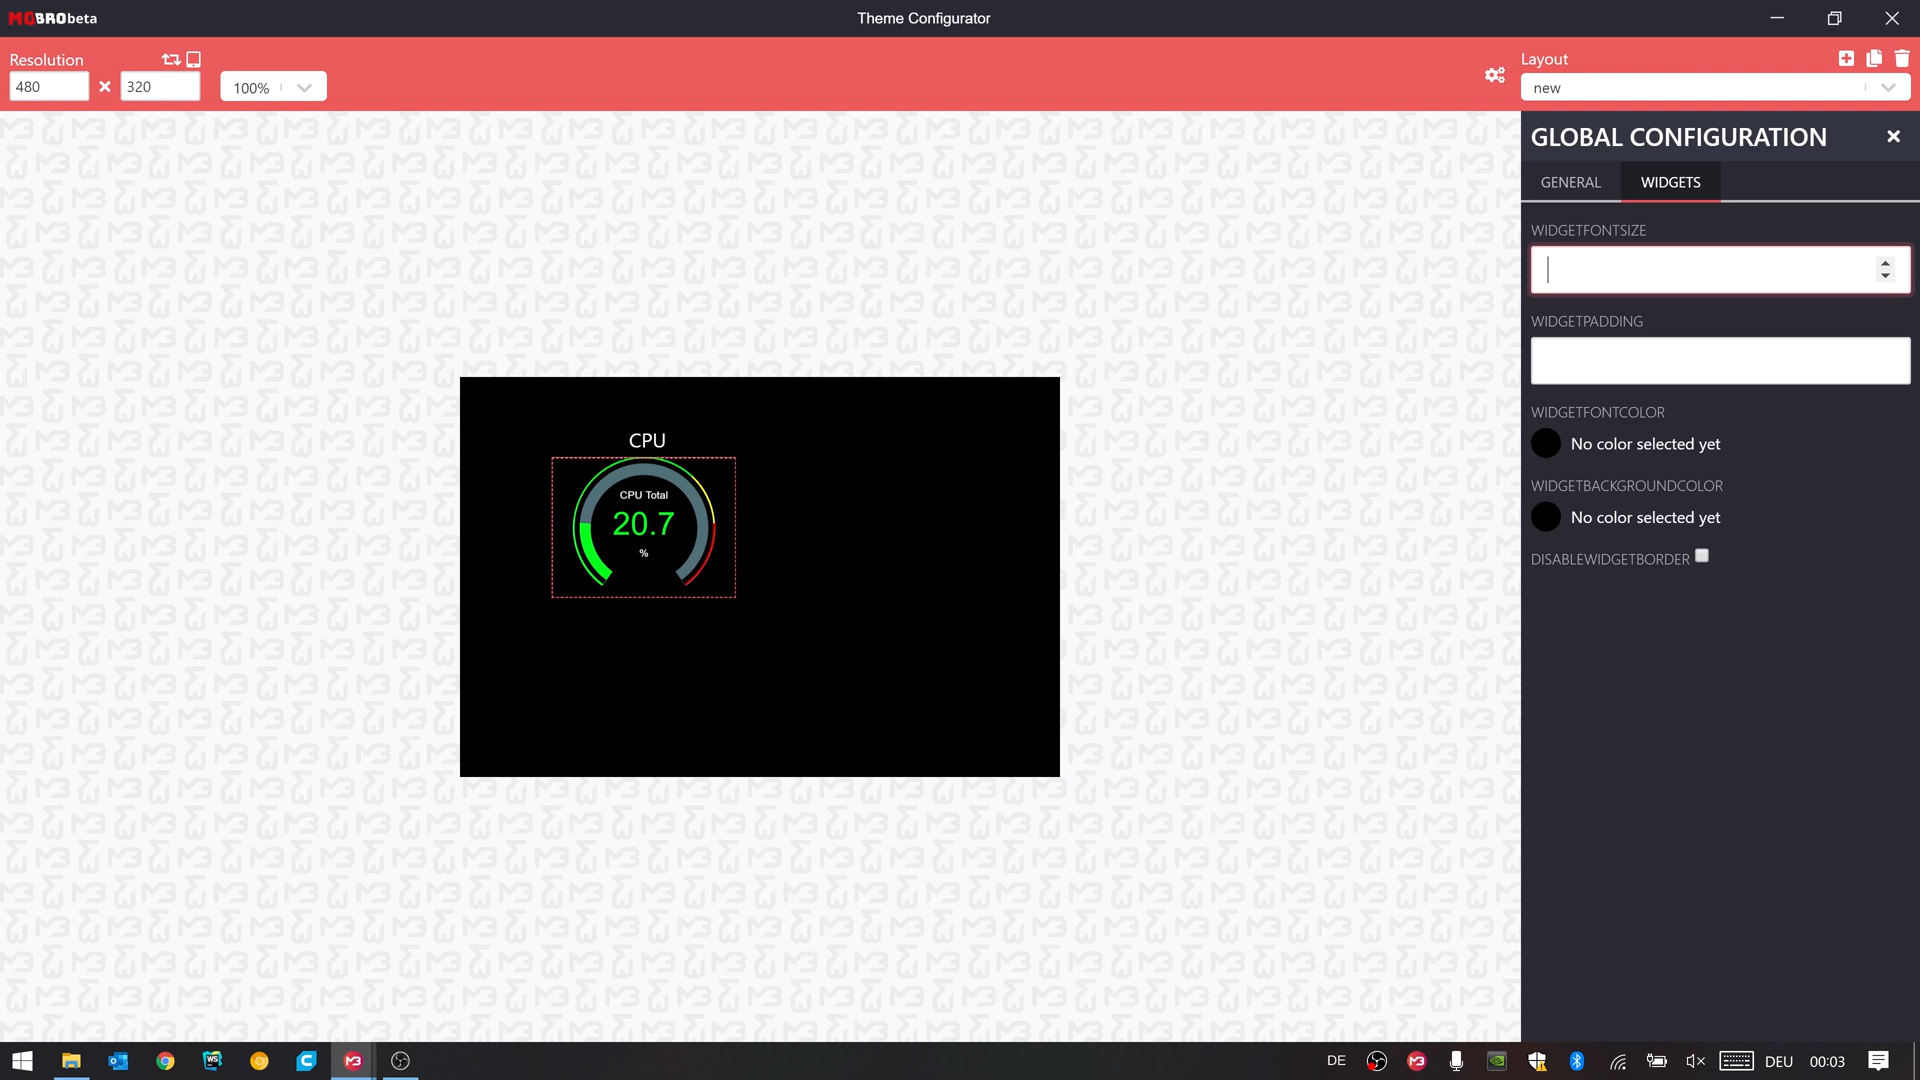 MOBRObeta
Theme Configurator
Resolution
480
320
100%
Layout
new
GLOBAL CONFIGURATION
GENERAL
WIDGETS
WIDGETFONTSIZE
WIDGETPADDING
WIDGETFONTCOLOR
No color selected yet
WIDGETBACKGROUNDCOLOR
No color selected yet
DISABLEWIDGETBORDER
CPU
CPU Total
20.7
%
DE
DEU
00:03